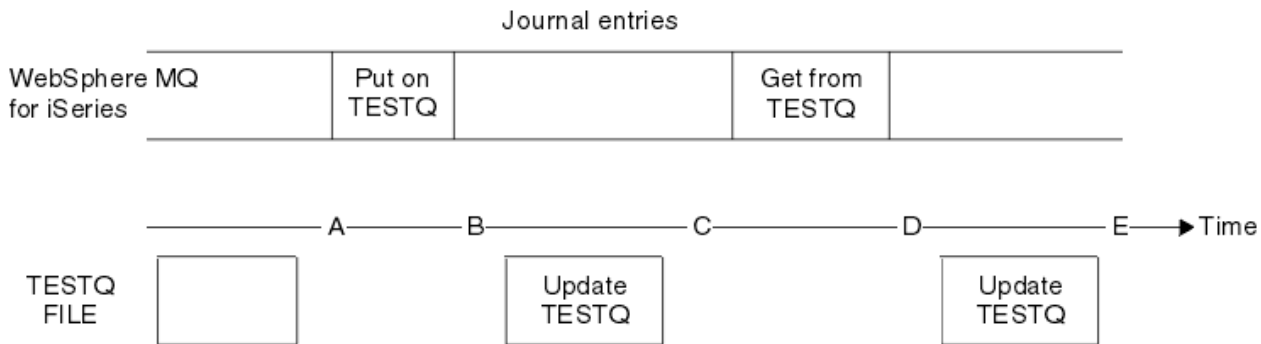 Journal entries
WebSphere MQ
for iSeries
Put on
TESTQ
Get from
TESTQ
A B C D E Time
TESTQ
FILE
Update
TESTQ
Update
TESTQ